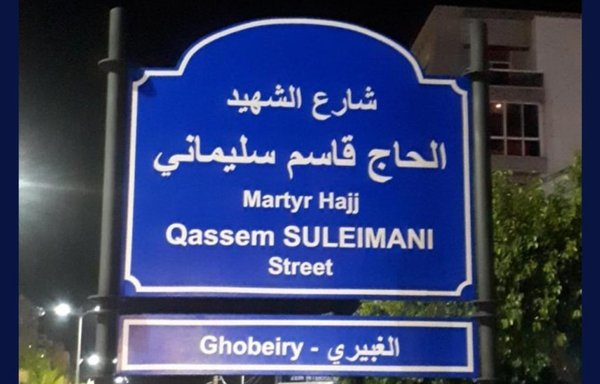 شارع الشهيد
الحاج قاسم سليماني
Martyr Hajj
Qassem SULEIMANI
Street
Ghobeiry - الغبيري